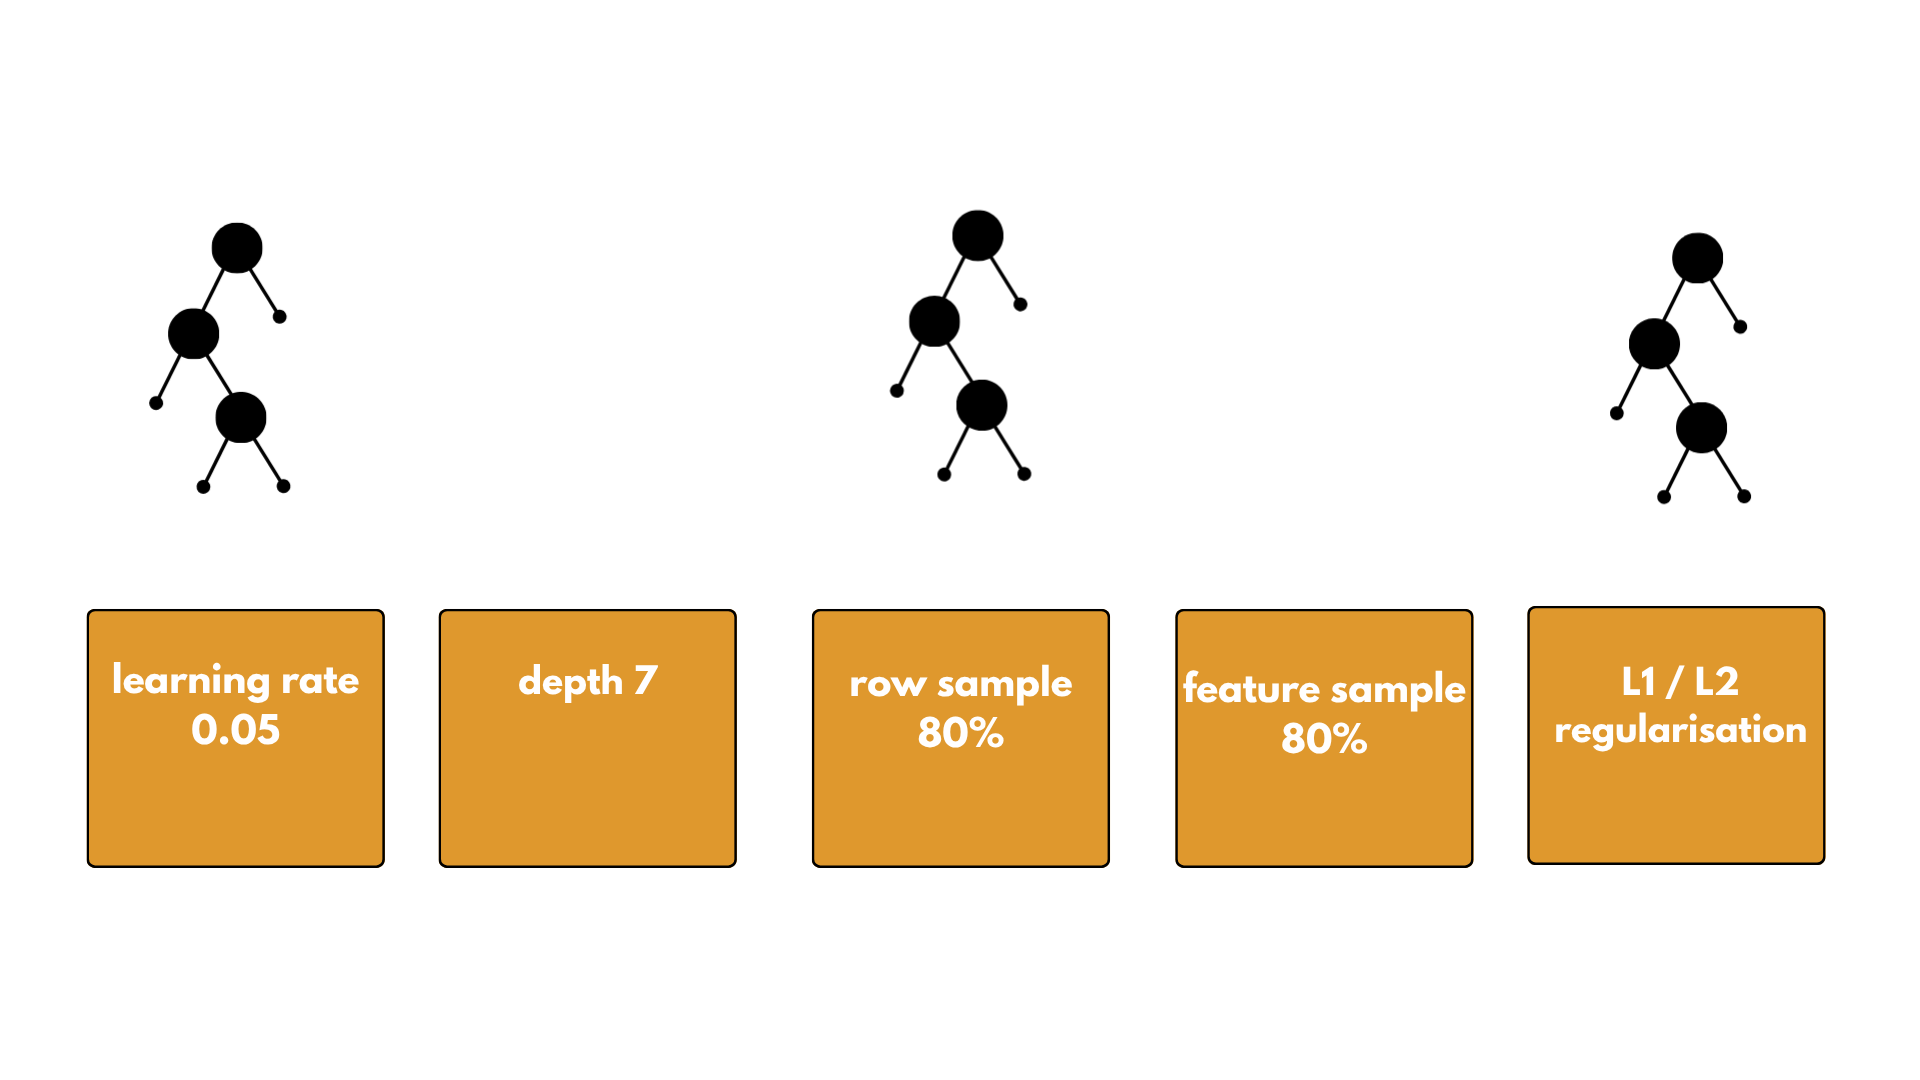 learning rate
0.05
depth 7
row sample
80%
feature sample
80%
L1 / L2
regularisation